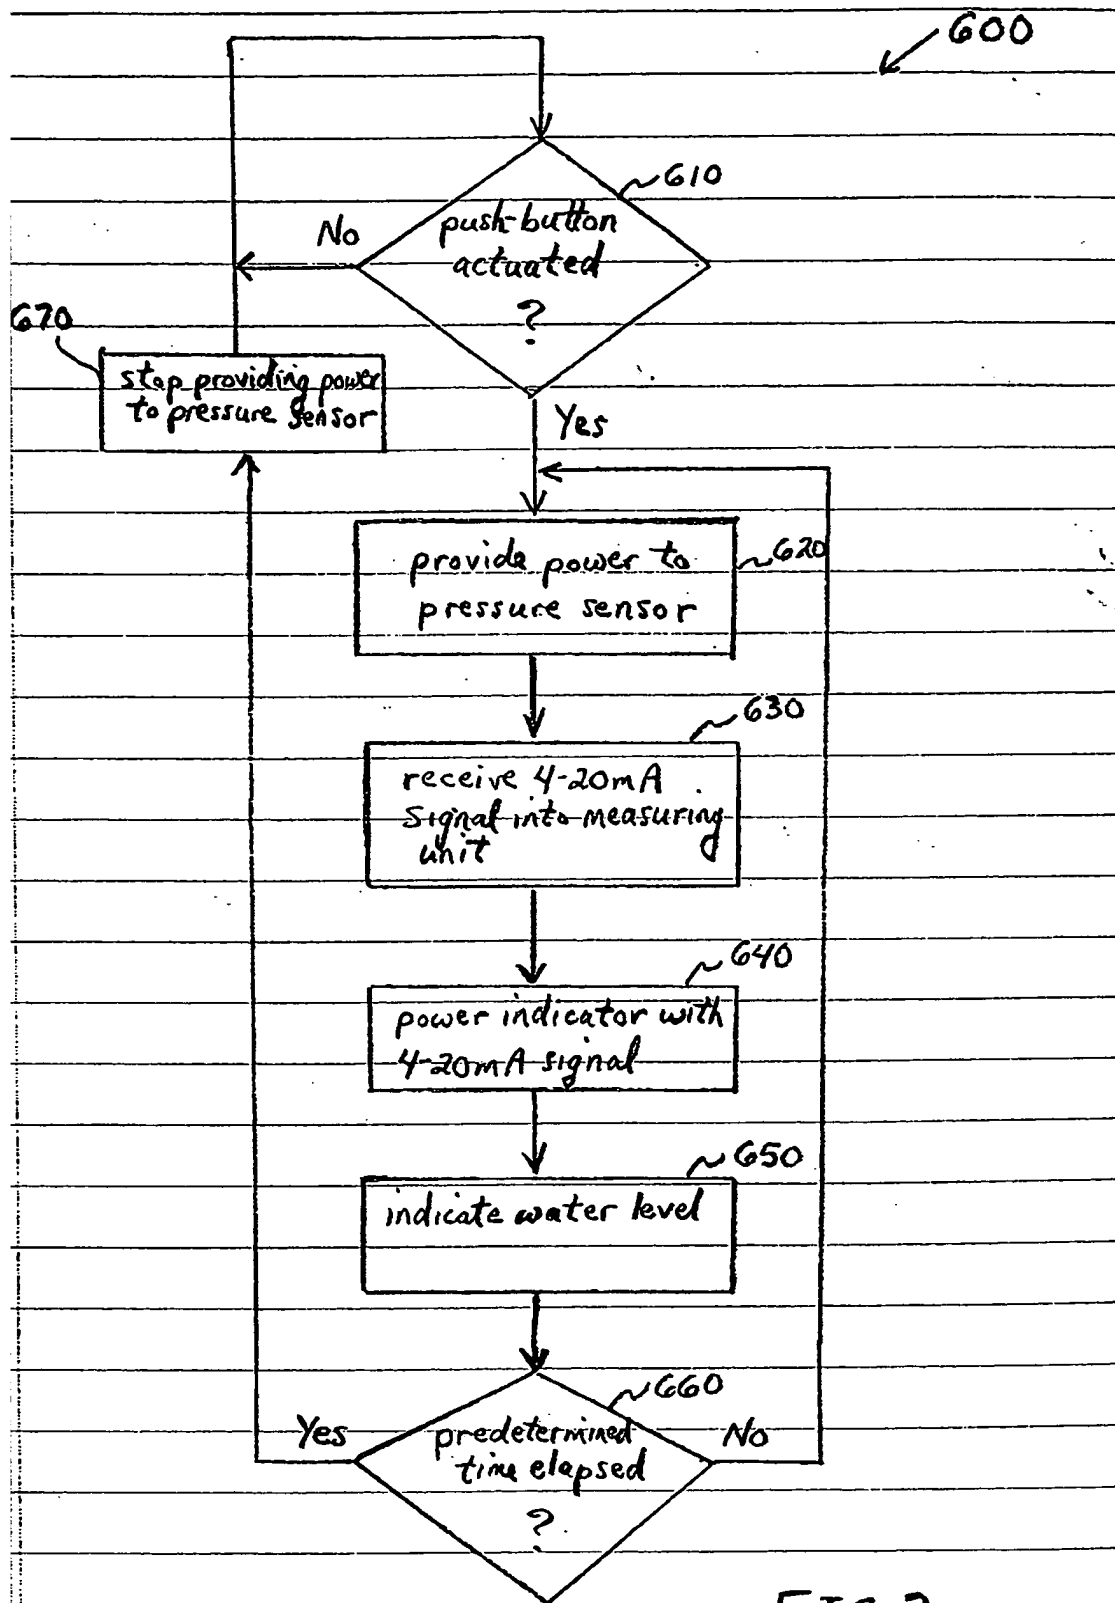 600
610
push-button
actuated
?
No
670
stop providing power
to pressure sensor
Yes
provide power to
pressure sensor
620
630
receive 4-20mA
signal into measuring
unit
640
power indicator with
4-20mA signal
650
indicate water level
660
Yes
predetermined
time elapsed
?
No